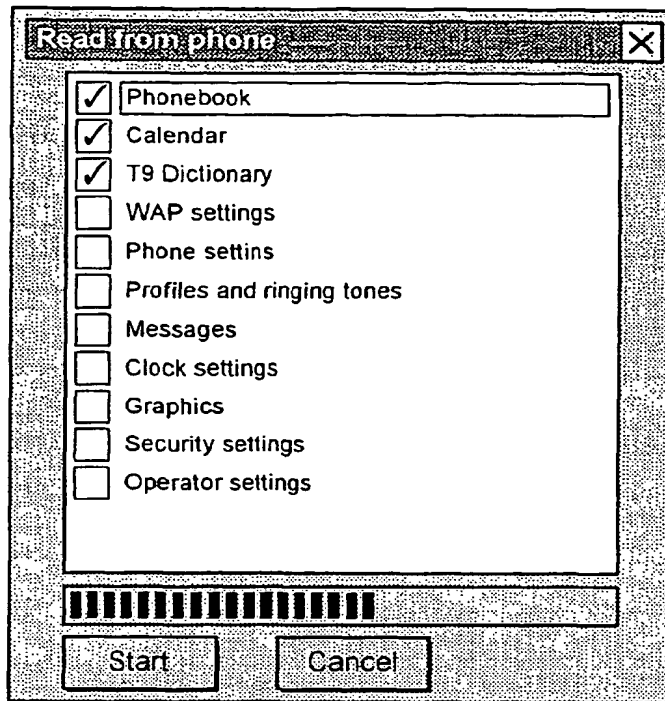 Read from phone
Phonebook
Calendar
T9 Dictionary
WAP settings
Phone settins
Profiles and ringing tones
Messages
Clock settings
Graphics
Security settings
Operator settings
Start
Cancel